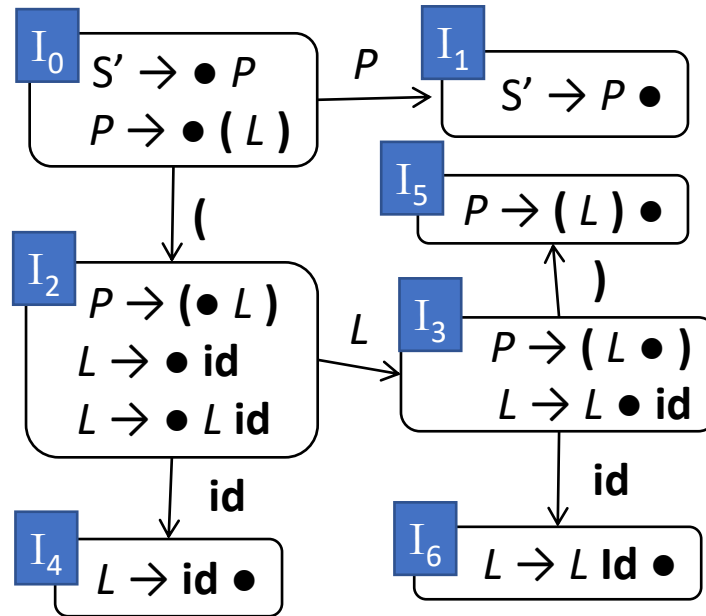 I₀
S’ → ● P
P → ● ( L )
P
I₁
S’ → P ●
(
I₅
P → ( L ) ●
)
I₂
P → (● L )
L → ● id
L → ● L id
L
I₃
P → ( L ● )
L → L ● id
id
id
I₄
L → id ●
I₆
L → L Id ●